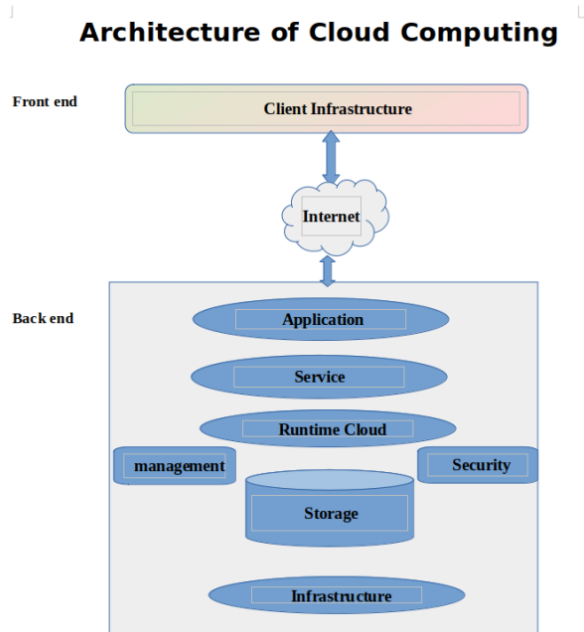 Architecture of Cloud Computing
Front end
Client Infrastructure
Internet
Back end
Application
Service
Runtime Cloud
management
Security
Storage
Infrastructure